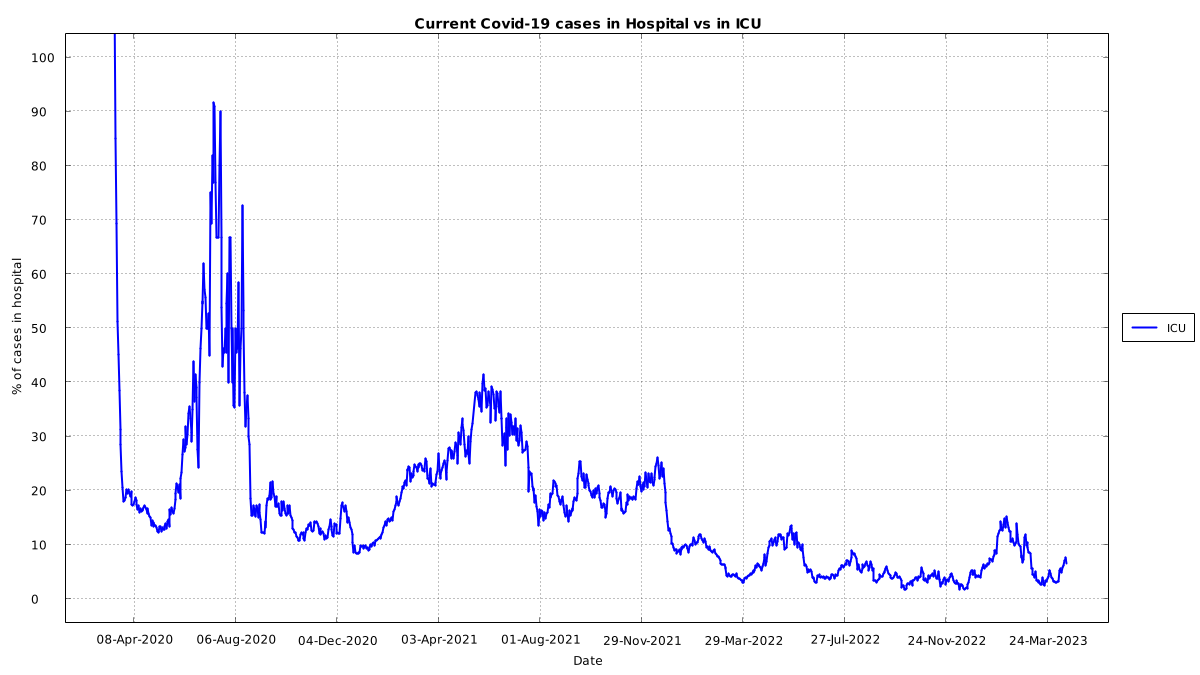 Current Covid-19 cases in Hospital vs in ICU
100
90
80
70
60
50
40
30
20
10
0
% of cases in hospital
08-Apr-2020
06-Aug-2020
04-Dec-2020
03-Apr-2021
01-Aug-2021
29-Nov-2021
29-Mar-2022
27-Jul-2022
24-Nov-2022
24-Mar-2023
Date
ICU